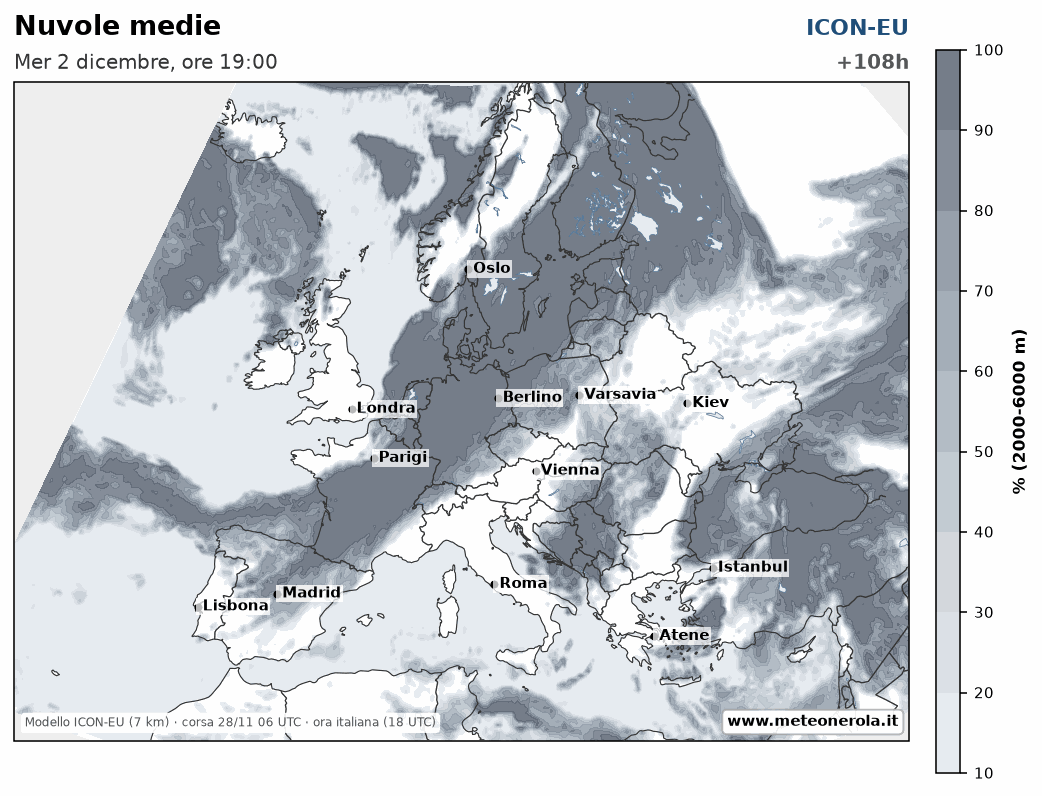 Nuvole medie
ICON-EU
Mer 2 dicembre, ore 19:00
+108h
100
90
80
70
60
50
40
30
20
10
% (2000-6000 m)
Oslo
Londra
Berlino
Varsavia
Kiev
Parigi
Vienna
Istanbul
Roma
Madrid
Lisbona
Atene
Modello ICON-EU (7 km) · corsa 28/11 06 UTC · ora italiana (18 UTC)
www.meteonerola.it